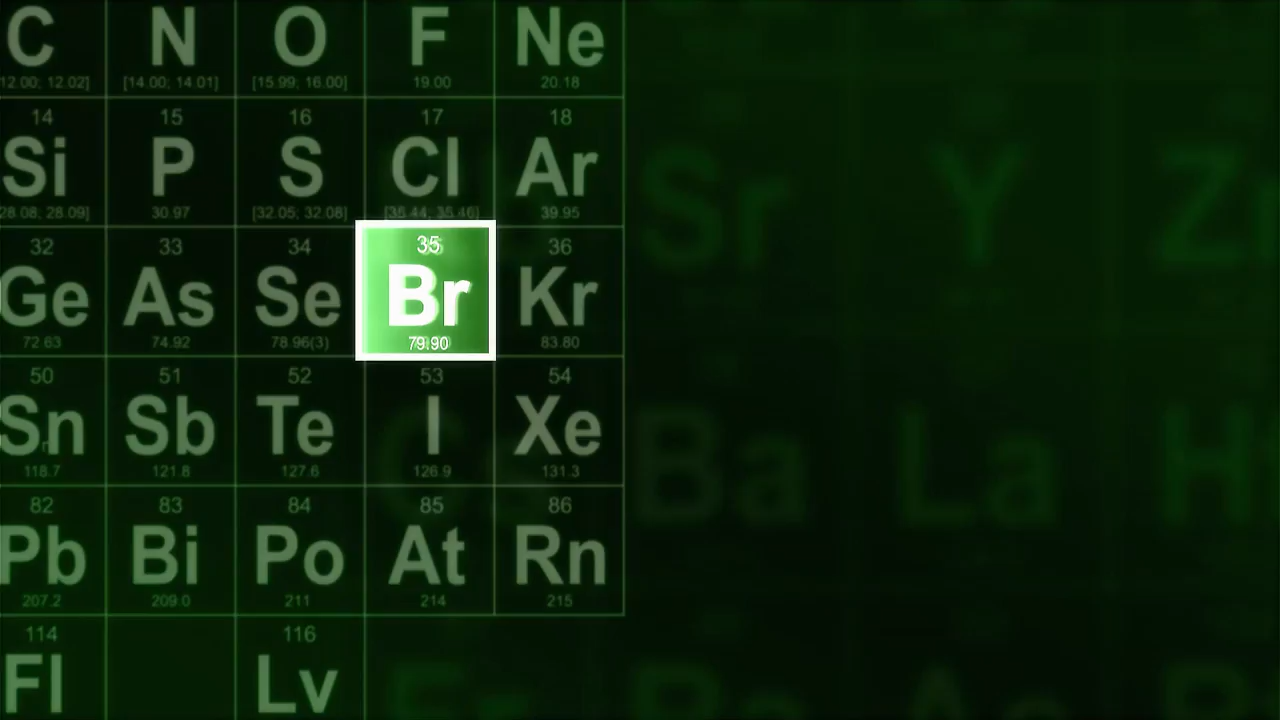 C N O F Ne
12.00; 12.02] [14.00; 14.01] [15.99; 16.00] 19.00 20.18
14 15 16 17 18
Si P S Cl Ar
28.08; 28.09] 30.97 [32.05; 32.08] [35.44; 35.46] 39.95
32 33 34 35 36
Ge As Se Br Kr
72.63 74.92 78.96(3) 79.90 83.80
50 51 52 53 54
Sn Sb Te I Xe
118.7 121.8 127.6 126.9 131.3
82 83 84 85 86
Pb Bi Po At Rn
207.2 209.0 211 214 215
114 116
Fl Lv
Sr Y Zr
Ba La